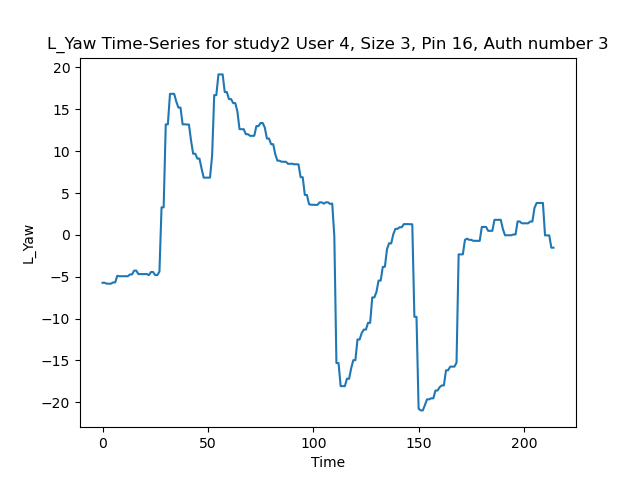 L_Yaw Time-Series for study2 User 4, Size 3, Pin 16, Auth number 3
20
15
10
5
0
−5
−10
−15
−20
L_Yaw
0 50 100 150 200
Time